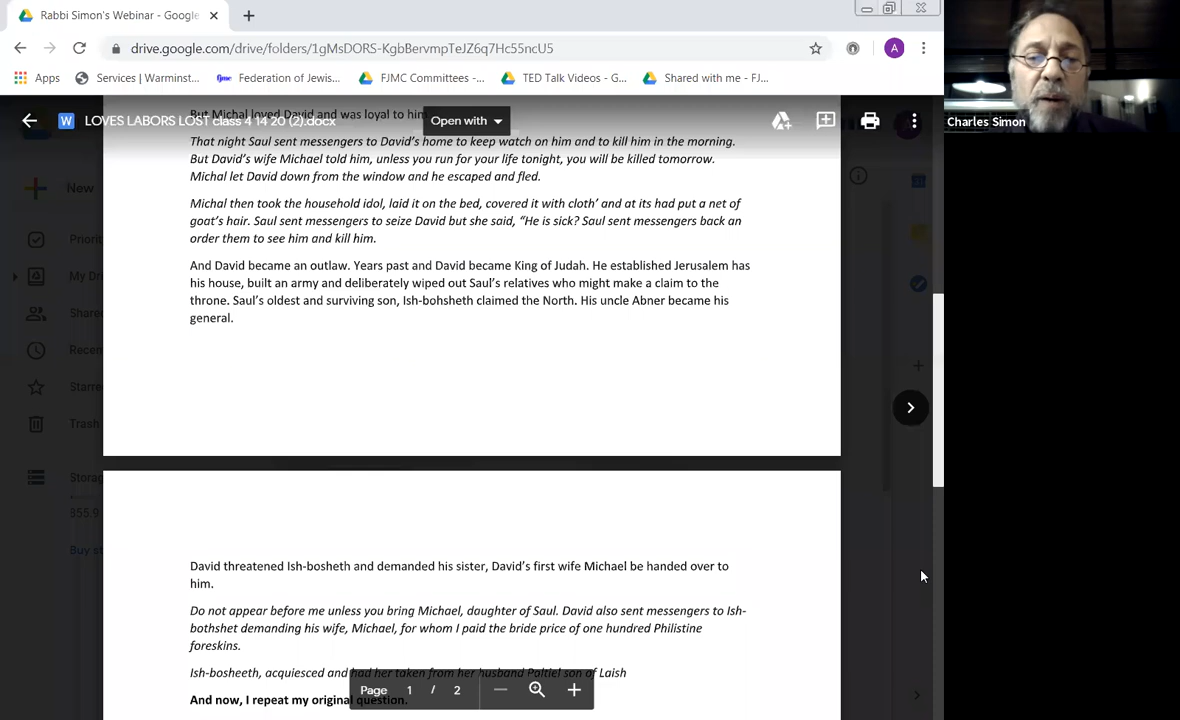 Rabbi Simon's Webinar - Google
drive.google.com/drive/folders/1gMsDORS-KgbBervmpTeJZ6q7Hc55ncU5
A
Apps Services | Warminst... Federation of Jewis... FJMC Committees -... TED Talk Videos - G... Shared with me - FJ...
Charles Simon
But Michal loved David and was loyal to him
W LOVES LABORS LOST class 4 14 20 (2).docx Open with
That night Saul sent messengers to David's home to keep watch on him and to kill him in the morning.
But David's wife Michael told him, unless you run for your life tonight, you will be killed tomorrow.
Michal let David down from the window and he escaped and fled.
New
Michal then took the household idol, laid it on the bed, covered it with cloth' and at its had put a net of
goat's hair. Saul sent messengers to seize David but she said, "He is sick? Saul sent messengers back an
order them to see him and kill him.
Priorit
And David became an outlaw. Years past and David became King of Judah. He established Jerusalem has
his house, built an army and deliberately wiped out Saul's relatives who might make a claim to the
throne. Saul's oldest and surviving son, Ish-bohsheth claimed the North. His uncle Abner became his
general.
My Dr
Share
Recen
Starre
Trash
Storag
855.9
Buy st
David threatened Ish-bosheth and demanded his sister, David's first wife Michael be handed over to
him.
Do not appear before me unless you bring Michael, daughter of Saul. David also sent messengers to Ish-
bothshet demanding his wife, Michael, for whom I paid the bride price of one hundred Philistine
foreskins.
Ish-bosheeth, acquiesced and had her taken from her husband Paltiel son of Laish
Page 1 / 2
And now, I repeat my original question.